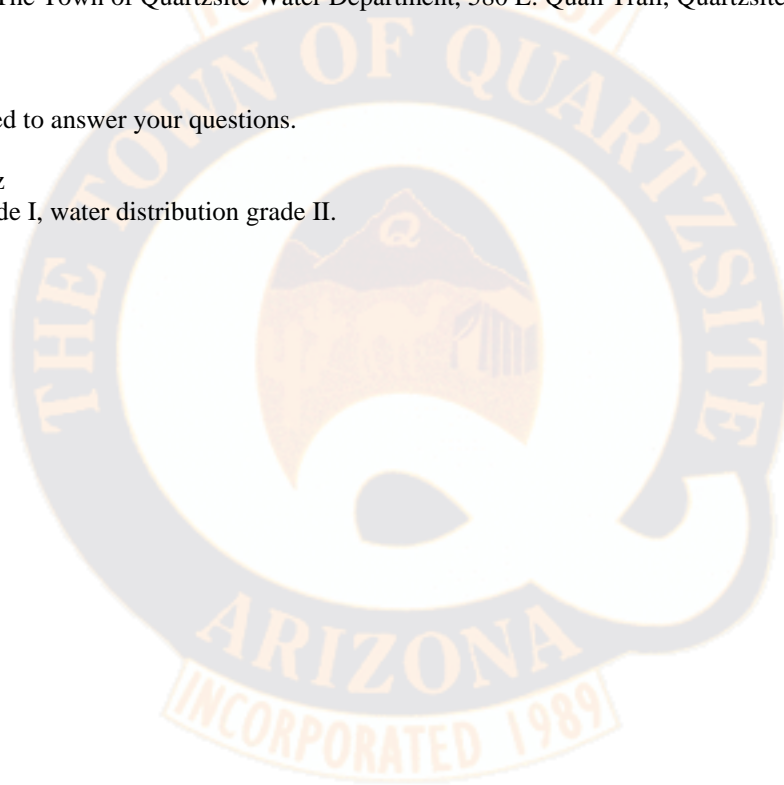 The Town of Quartzsite Water Department, E. Quail Trail, Quartzsite
ed to answer your questions.
z
de I, water distribution grade II.
THE TOWN OF QUARTZSITE
Q
ARIZONA
INCORPORATED 1989